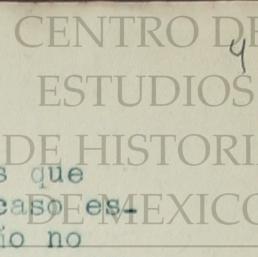 CENTRO DE
4
ESTUDIOS
DE HISTORI
s que
caso es-
DE MEXICO
io no